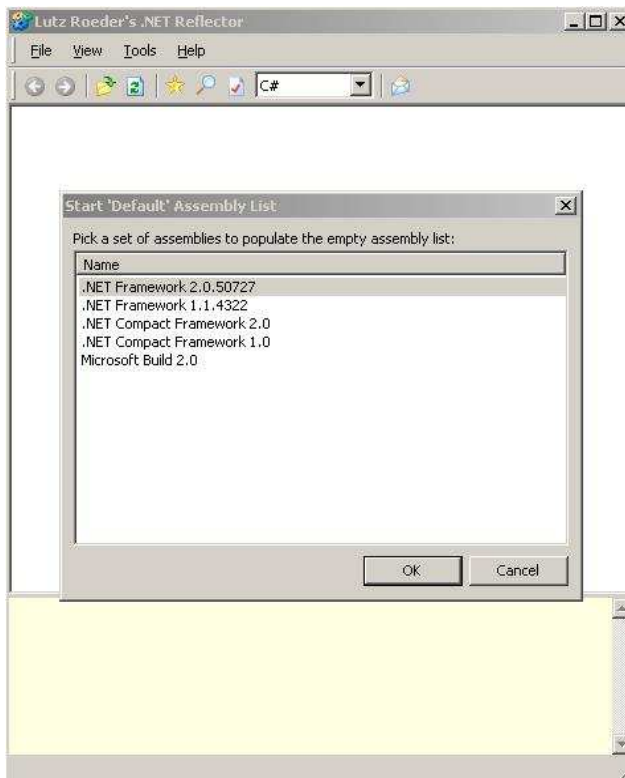 Lutz Roeder's .NET Reflector
File View Tools Help
C#
Start 'Default' Assembly List
Pick a set of assemblies to populate the empty assembly list:
Name
.NET Framework 2.0.50727
.NET Framework 1.1.4322
.NET Compact Framework 2.0
.NET Compact Framework 1.0
Microsoft Build 2.0
OK Cancel